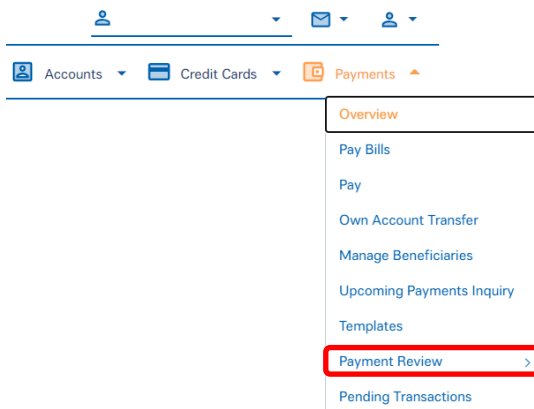 Accounts Credit Cards Payments
Overview
Pay Bills
Pay
Own Account Transfer
Manage Beneficiaries
Upcoming Payments Inquiry
Templates
Payment Review
Pending Transactions